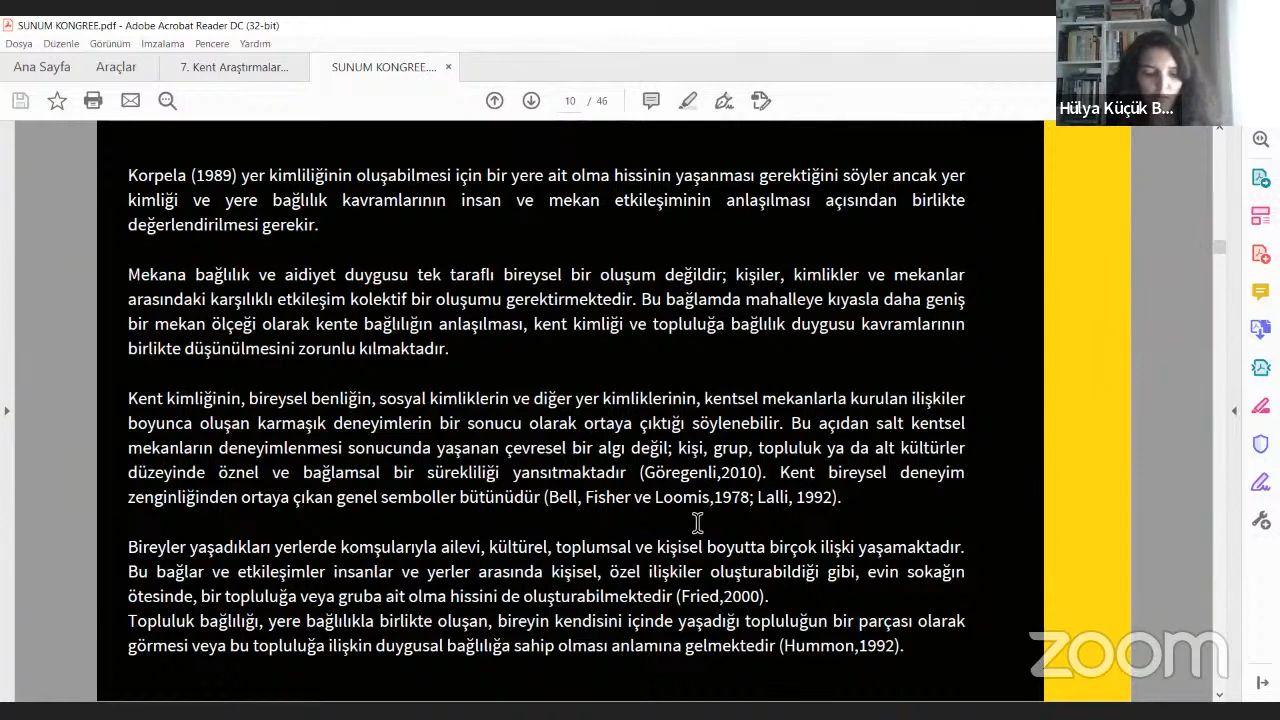 SUNUM KONGREE.pdf - Adobe Acrobat Reader DC (32-bit)
Dosya Düzenle Görünüm Imzalama Pencere Yardım
Ana Sayfa Araçlar 7. Kent Araştırmalar... SUNUM KONGREE.... ×
10 / 46
Hülya Küçük B...
Korpela (1989) yer kimliliğinin oluşabilmesi için bir yere ait olma hissinin yaşanması gerektiğini söyler ancak yer
kimliği ve yere bağlılık kavramlarının insan ve mekan etkileşiminin anlaşılması açısından birlikte
değerlendirilmesi gerekir.
Mekana bağlılık ve aidiyet duygusu tek taraflı bireysel bir oluşum değildir; kişiler, kimlikler ve mekanlar
arasındaki karşılıklı etkileşim kolektif bir oluşumu gerektirmektedir. Bu bağlamda mahalleye kıyasla daha geniş
bir mekan ölçeği olarak kente bağlılığın anlaşılması, kent kimliği ve topluluğa bağlılık duygusu kavramlarının
birlikte düşünülmesini zorunlu kılmaktadır.
Kent kimliğinin, bireysel benliğin, sosyal kimliklerin ve diğer yer kimliklerinin, kentsel mekanlarla kurulan ilişkiler
boyunca oluşan karmaşık deneyimlerin bir sonucu olarak ortaya çıktığı söylenebilir. Bu açıdan salt kentsel
mekanların deneyimlenmesi sonucunda yaşanan çevresel bir algı değil; kişi, grup, topluluk ya da alt kültürler
düzeyinde öznel ve bağlamsal bir sürekliliği yansıtmaktadır (Göregenli,2010). Kent bireysel deneyim
zenginliğinden ortaya çıkan genel semboller bütünüdür (Bell, Fisher ve Loomis,1978; Lalli, 1992).
Bireyler yaşadıkları yerlerde komşularıyla ailevi, kültürel, toplumsal ve kişisel boyutta birçok ilişki yaşamaktadır.
Bu bağlar ve etkileşimler insanlar ve yerler arasında kişisel, özel ilişkiler oluşturabildiği gibi, evin sokağın
ötesinde, bir topluluğa veya gruba ait olma hissini de oluşturabilmektedir (Fried,2000).
Topluluk bağlılığı, yere bağlılıkla birlikte oluşan, bireyin kendisini içinde yaşadığı topluluğun bir parçası olarak
görmesi veya bu topluluğa ilişkin duygusal bağlılığa sahip olması anlamına gelmektedir (Hummon,1992).
zoom